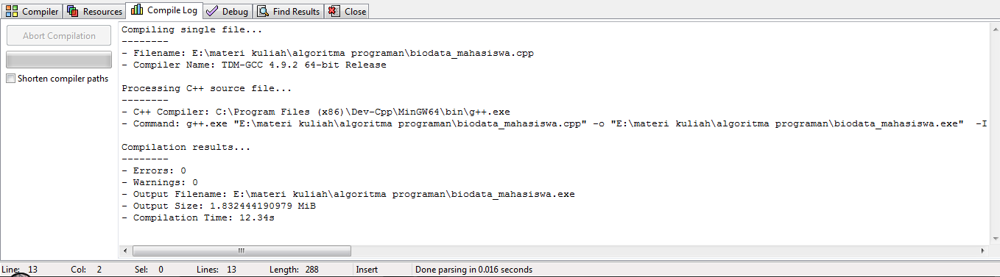 Compiler Resources Compile Log Debug Find Results Close
Abort Compilation
Shorten compiler paths
Compiling single file...
--------
- Filename: E:\materi kuliah\algoritma programan\biodata_mahasiswa.cpp
- Compiler Name: TDM-GCC 4.9.2 64-bit Release
Processing C++ source file...
--------
- C++ Compiler: C:\Program Files (x86)\Dev-Cpp\MinGW64\bin\g++.exe
- Command: g++.exe "E:\materi kuliah\algoritma programan\biodata_mahasiswa.cpp" -o "E:\materi kuliah\algoritma programan\biodata_mahasiswa.exe" -I
Compilation results...
--------
- Errors: 0
- Warnings: 0
- Output Filename: E:\materi kuliah\algoritma programan\biodata_mahasiswa.exe
- Output Size: 1.832444190979 MiB
- Compilation Time: 12.34s
Line: 13 Col: 2 Sel: 0 Lines: 13 Length: 288 Insert Done parsing in 0.016 seconds